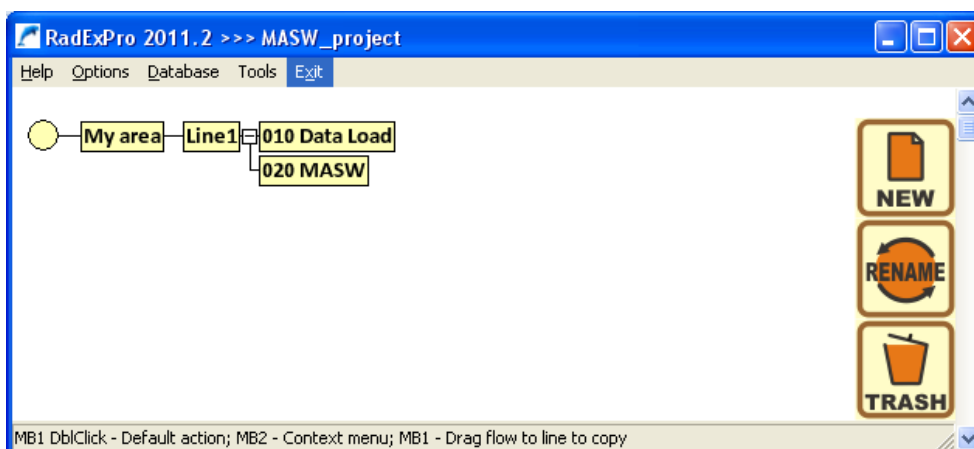 RadExPro 2011.2 >>> MASW_project
Help Options Database Tools Exit
My area Line1 010 Data Load
020 MASW
NEW
RENAME
TRASH
MB1 DblClick - Default action; MB2 - Context menu; MB1 - Drag flow to line to copy